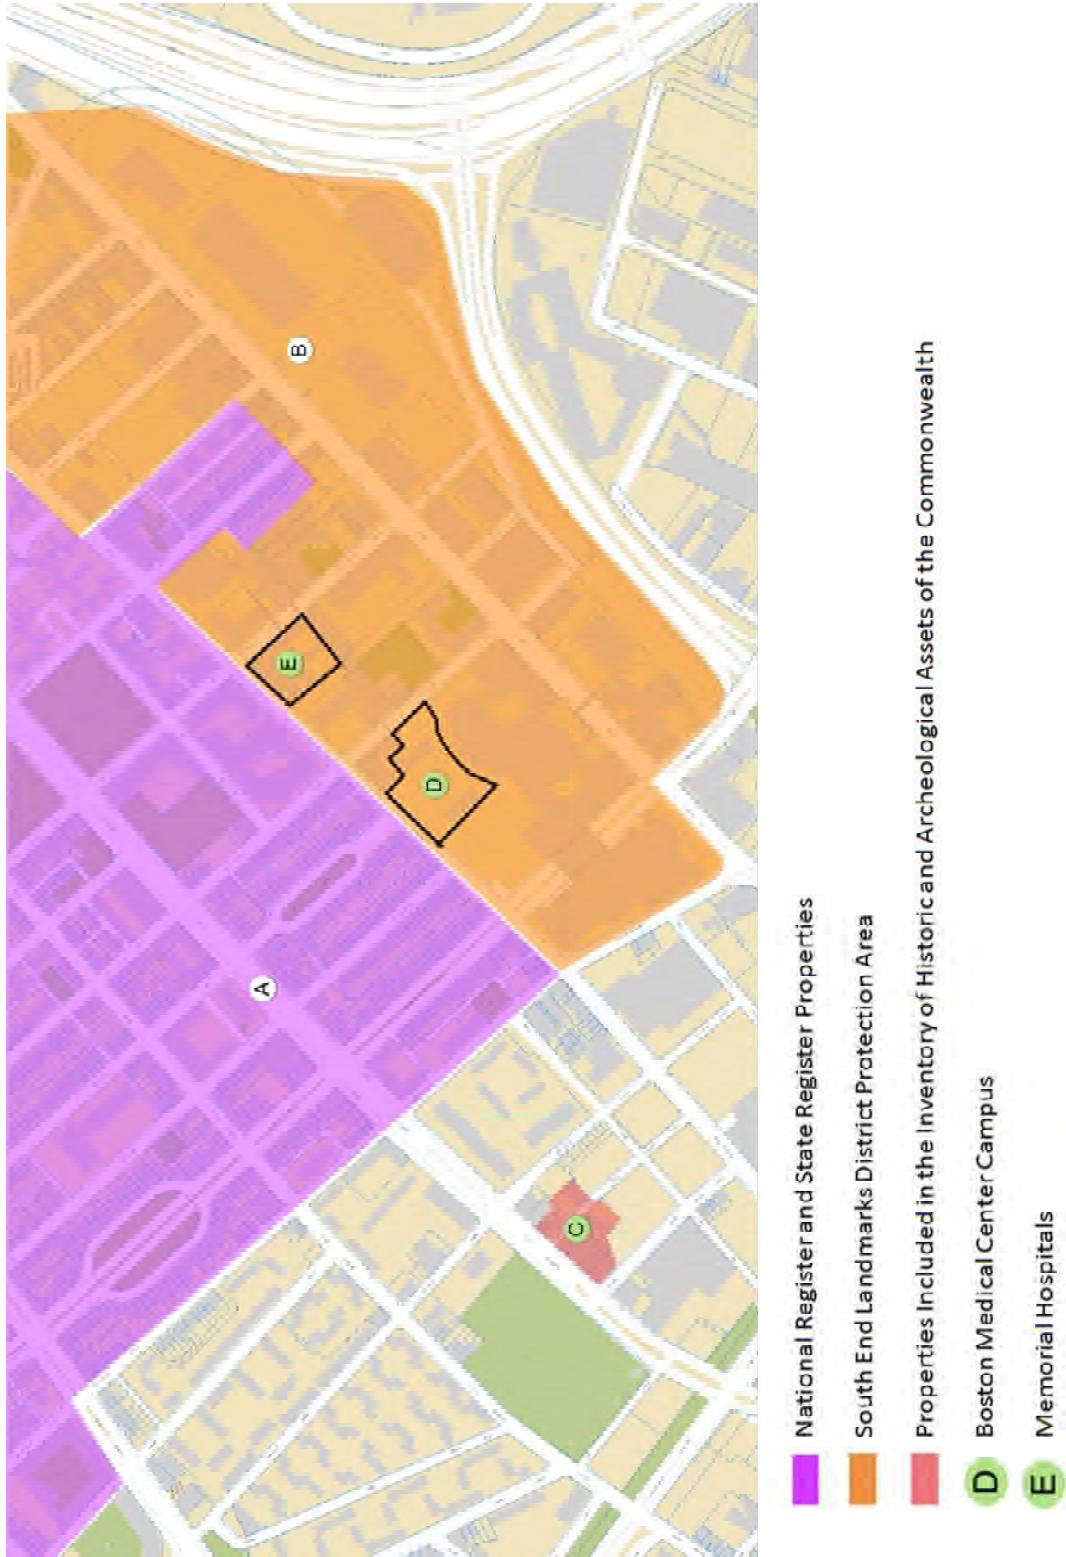 A
B
C
D
E
National Register and State Register Properties
South End Landmarks District Protection Area
Properties Included in the Inventory of Historic and Archeological Assets of the Commonwealth
D Boston Medical Center Campus
E Memorial Hospitals